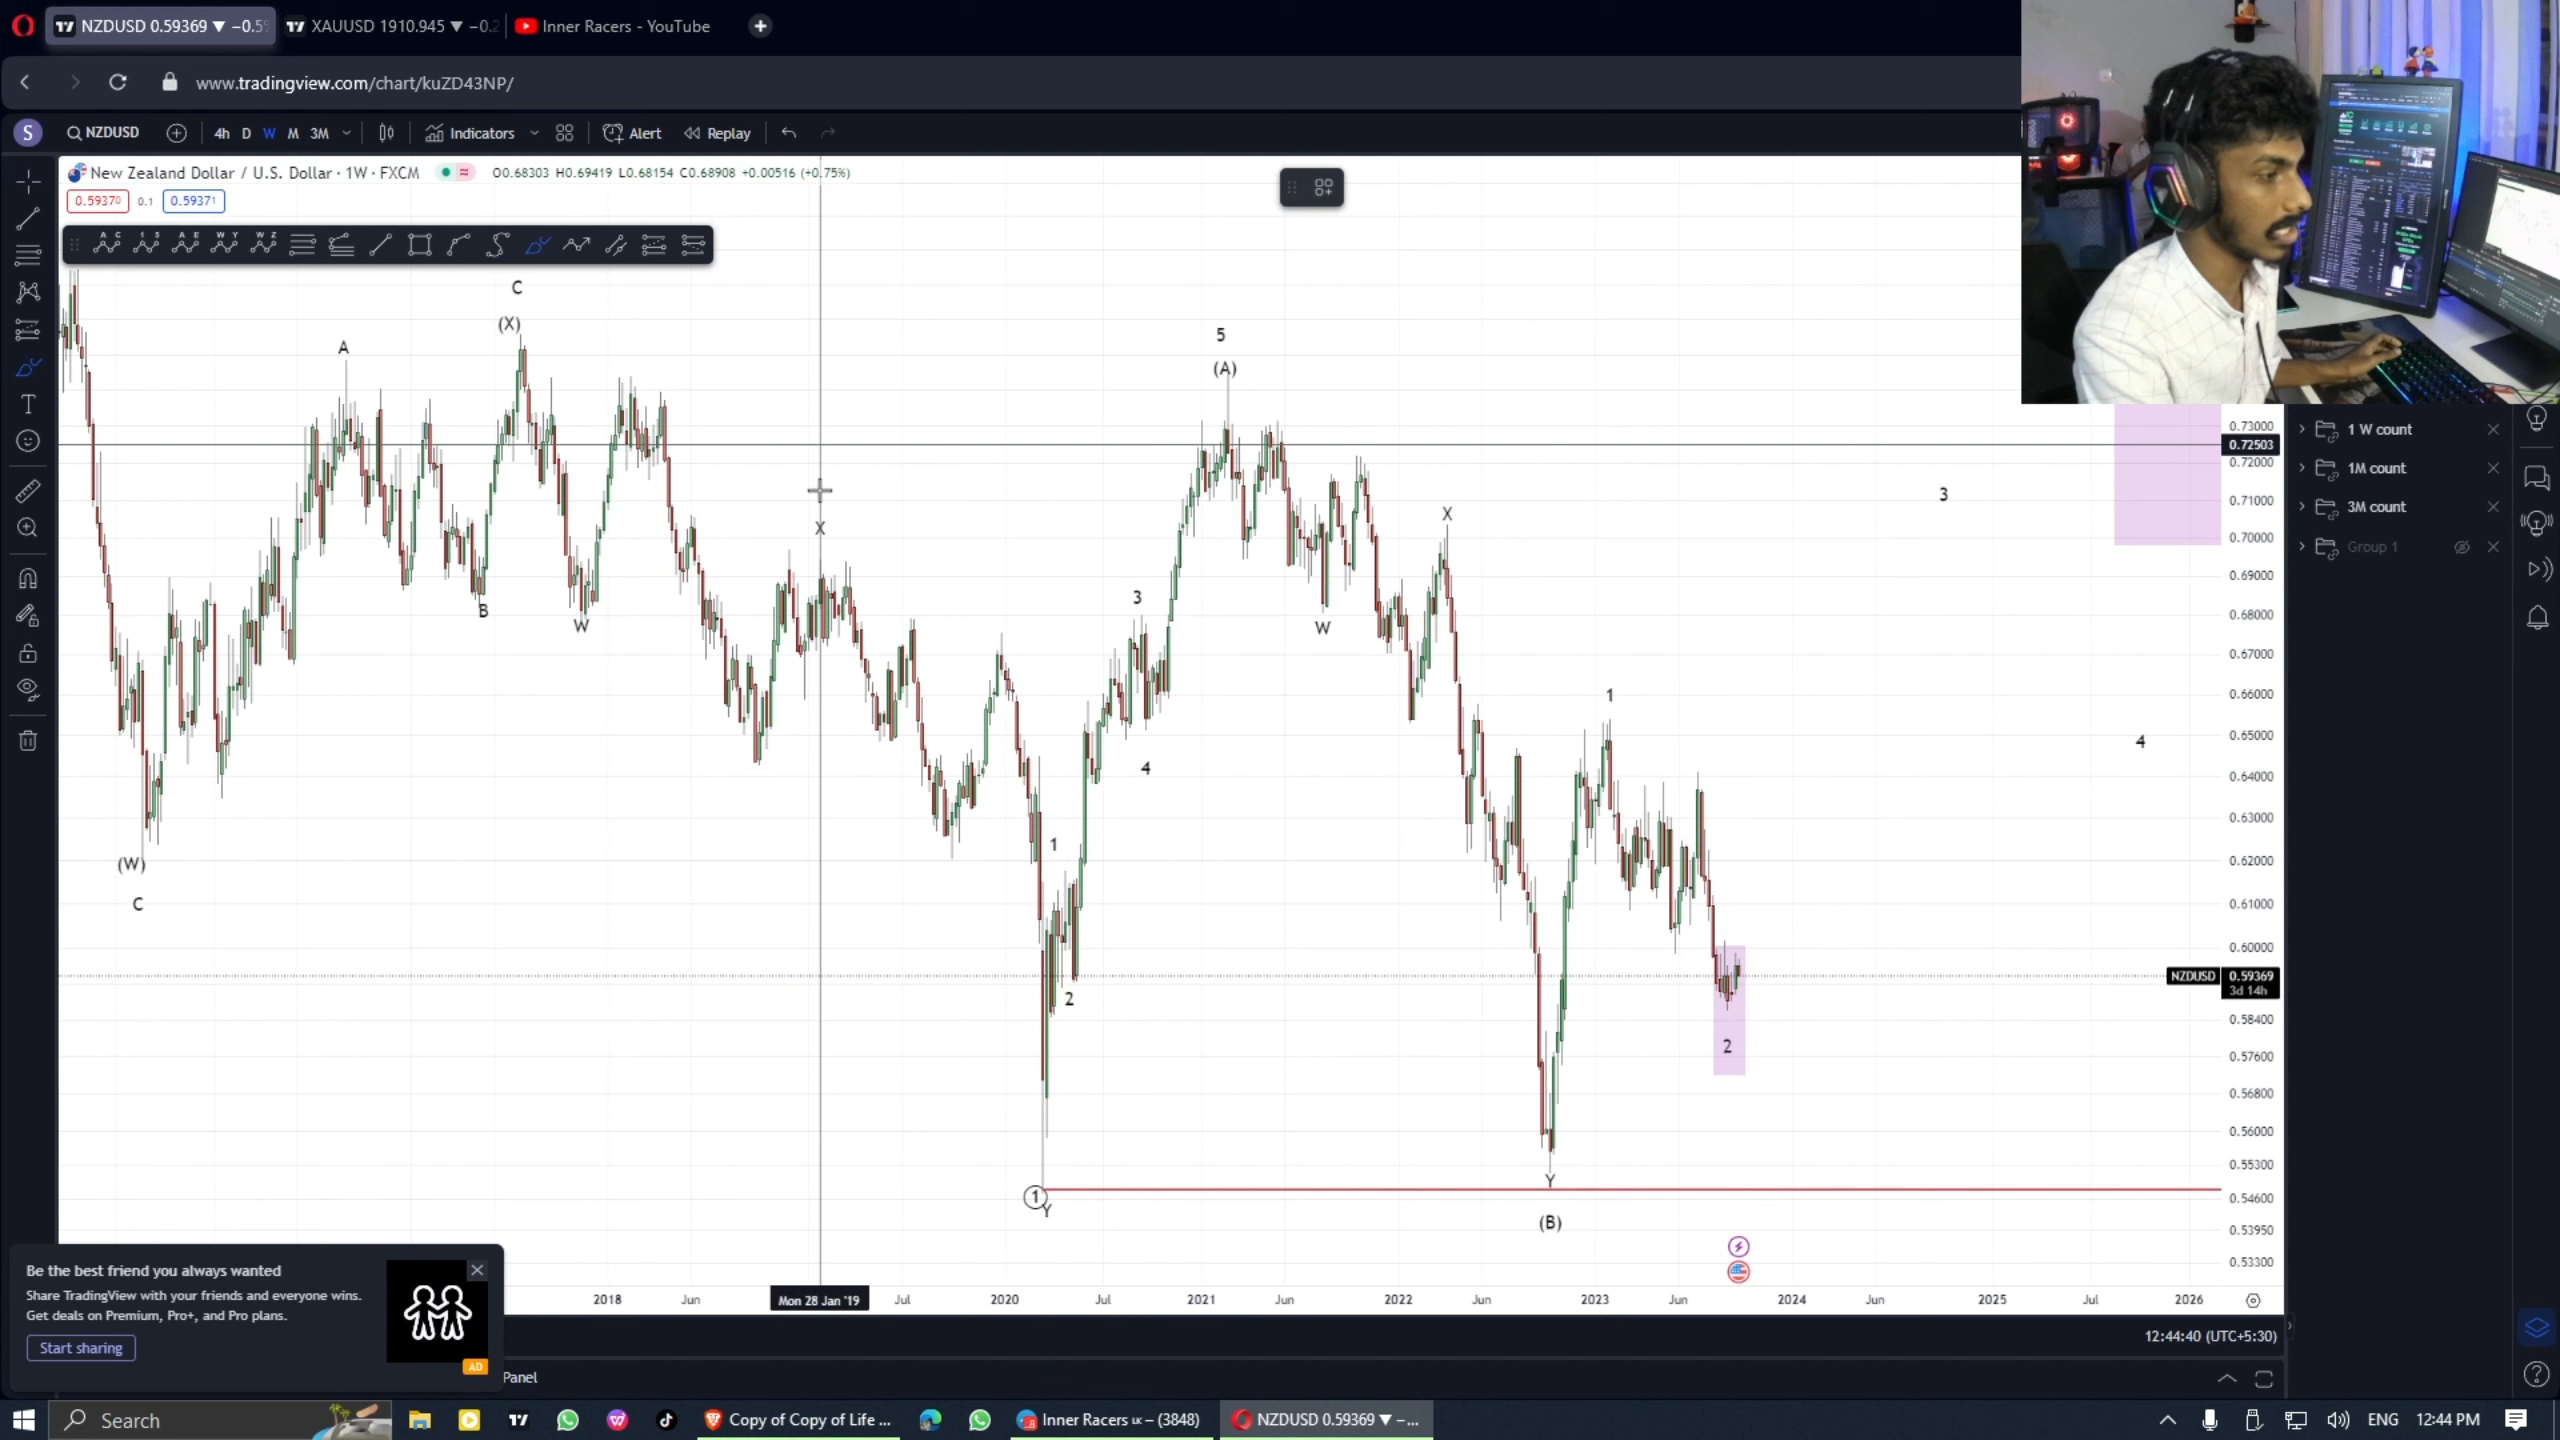 NZDUSD 0.59369 ▼ −0.5
XAUUSD 1910.945 ▼ −0.2
Inner Racers - YouTube
www.tradingview.com/chart/kuZD43NP/
S
NZDUSD
4h D W M 3M
Indicators
Alert
Replay
New Zealand Dollar / U.S. Dollar · 1W · FXCM
O0.68303 H0.69419 L0.68154 C0.68908 +0.00516 (+0.75%)
0.59370 0.1 0.59371
A C
1 5
A E
W Y
W Z
C
(X)
A
5
(A)
X
X
3
B
W
W
3
1
4
4
(W)
C
1
2
2
1
Y
Y
(B)
0.73000
0.72503
0.72000
0.71000
0.70000
0.69000
0.68000
0.67000
0.66000
0.65000
0.64000
0.63000
0.62000
0.61000
0.60000
NZDUSD 0.59369
3d 14h
0.58400
0.57600
0.56800
0.56000
0.55300
0.54600
0.53950
0.53300
1 W count
1M count
3M count
Group 1
2018 Jun Mon 28 Jan '19 Jul 2020 Jul 2021 Jun 2022 Jun 2023 Jun 2024 Jun 2025 Jul 2026
12:44:40 (UTC+5:30)
Be the best friend you always wanted
Share TradingView with your friends and everyone wins.
Get deals on Premium, Pro+, and Pro plans.
Start sharing
AD
Panel
Search
Copy of Copy of Life ...
Inner Racers LK – (3848)
NZDUSD 0.59369 ▼ –...
ENG
12:44 PM